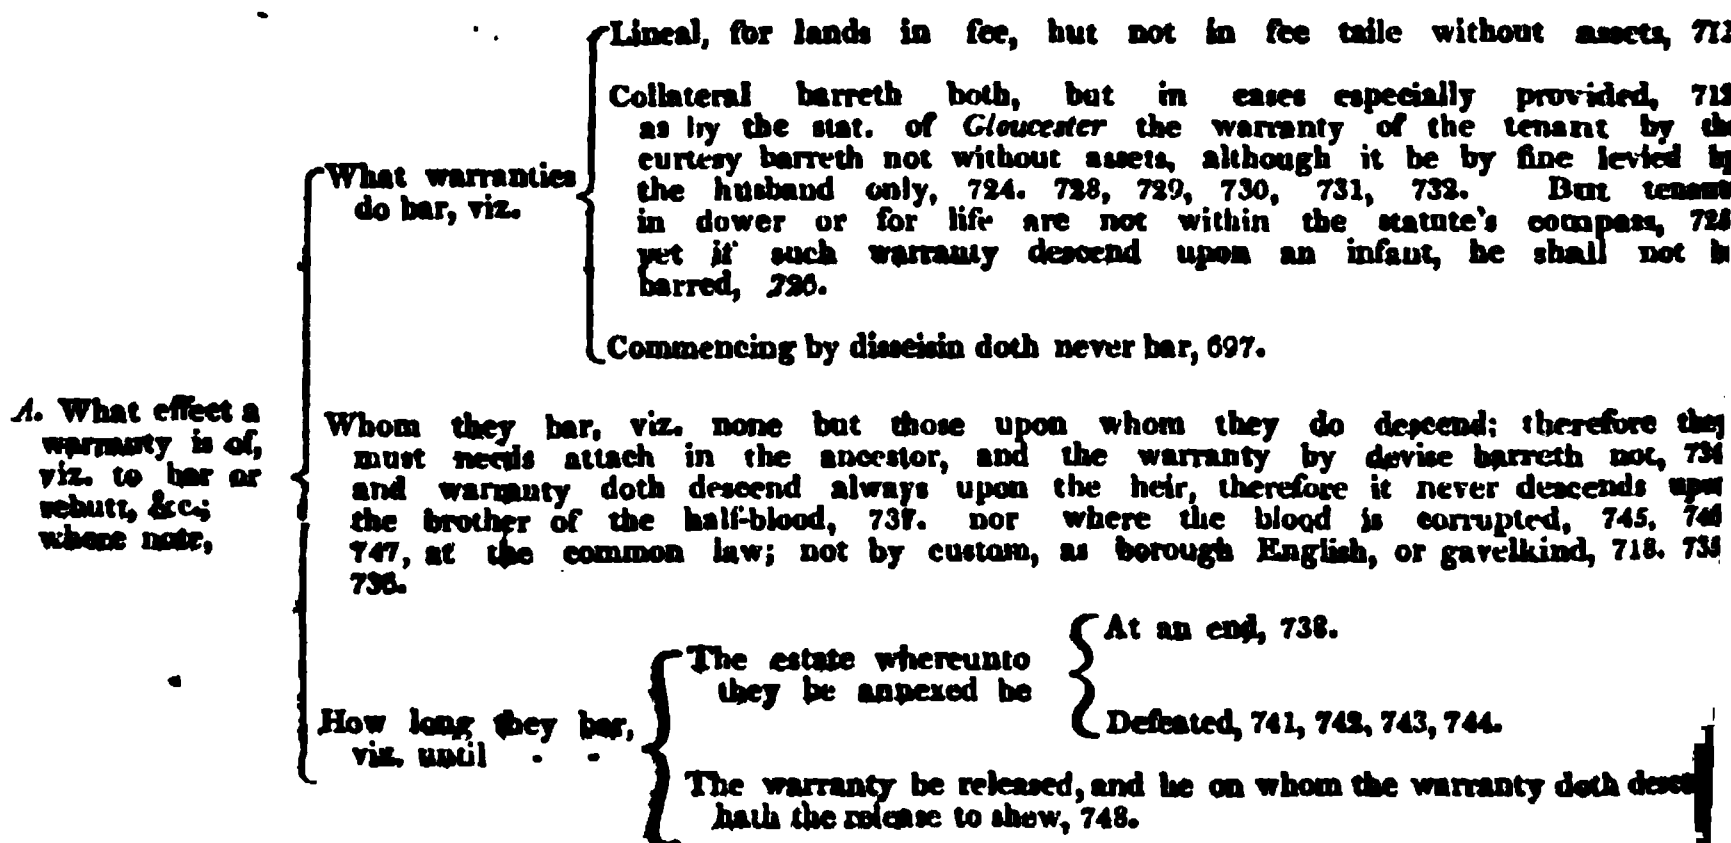 Lineal, for lands in fee, but not in fee taile without assets,
Collateral barreth both, but in cases especially provided,
as by the stat. of Gloucester the warranty of the tenant by
curtesy barreth not without assets, although it be by fine levied
the husband only, 724. 728, 729, 730, 731, 732. But
in dower or for life are not within the statute's compass,
yet if such warranty descend upon an infant, he shall not
barred, 726.
What warranties
do bar, viz.
Commencing by disseisin doth never bar, 697.
A. What effect a
warranty is of,
viz. to bar or
rebutt, &c.;
whore note,
Whom they bar, viz. none but those upon whom they do descend; therefore they
must needs attach in the ancestor, and the warranty by devise barreth not,
and warranty doth descend always upon the heir, therefore it never descends upon
the brother of the half-blood, 737. nor where the blood is corrupted, 745,
747, at the common law; not by custom, as borough English, or gavelkind, 718.
736.
How long they bar,
viz. until
The estate whereunto
they be annexed be
At an end, 738.
Defeated, 741, 742, 743, 744.
The warranty be released, and he on whom the warranty doth
hath the release to shew, 748.